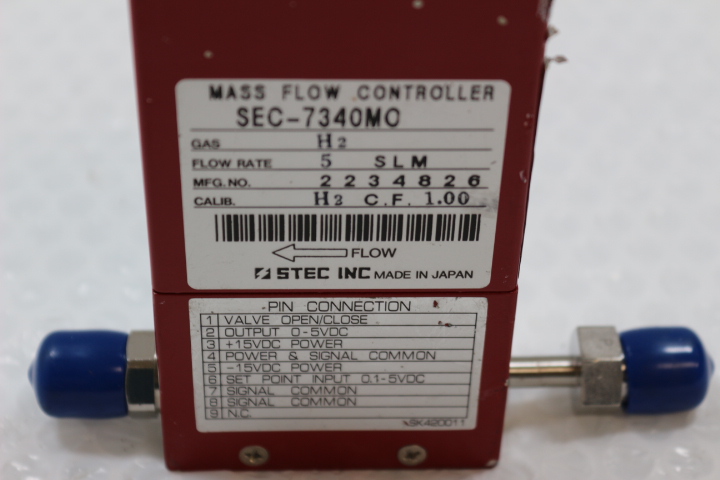 MASS FLOW CONTROLLER
SEC-7340MO
GAS H2
FLOW RATE 5 SLM
MFG.NO. 2234826
CALIB. H2 C.F. 1.00
FLOW
STEC INC MADE IN JAPAN
PIN CONNECTION
1 VALVE OPEN/CLOSE
2 OUTPUT 0-5VDC
3 +15VDC POWER
4 POWER & SIGNAL COMMON
5 -15VDC POWER
6 SET POINT INPUT 0.1-5VDC
7 SIGNAL COMMON
8 SIGNAL COMMON
9 N.C.
SK420011